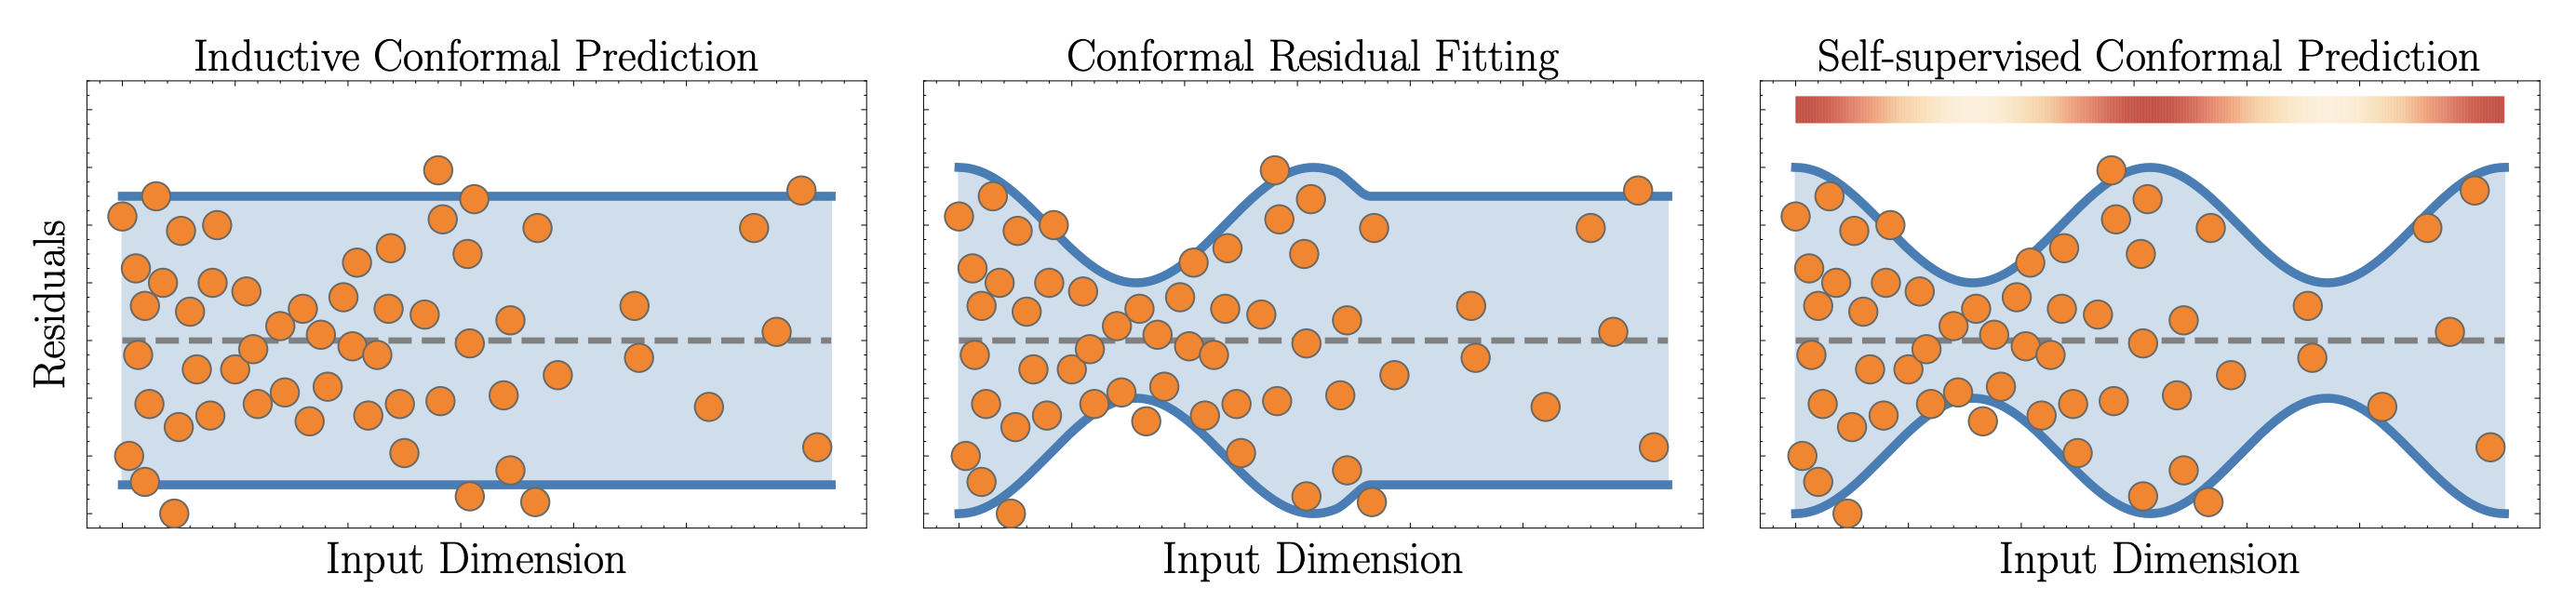 Inductive Conformal Prediction
Conformal Residual Fitting
Self-supervised Conformal Prediction
Residuals
Input Dimension
Input Dimension
Input Dimension